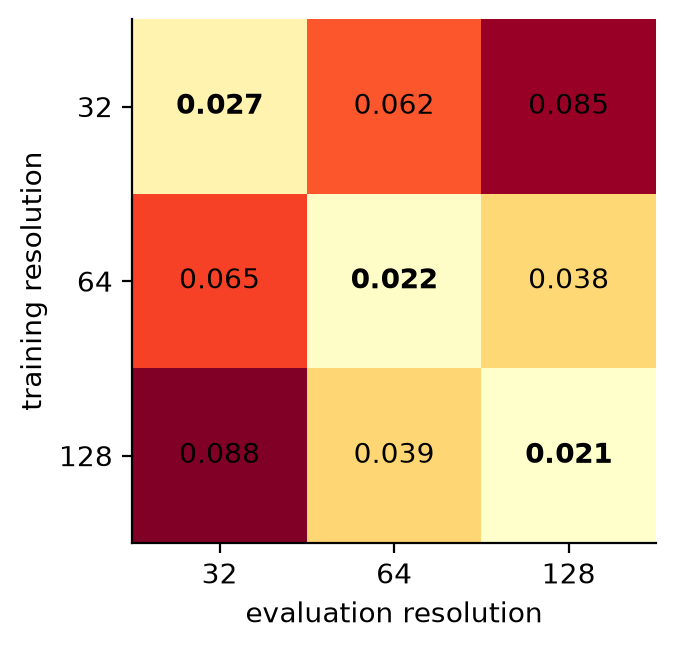 32 0.027 0.062 0.085
64 0.065 0.022 0.038
128 0.088 0.039 0.021
training resolution
32 64 128
evaluation resolution